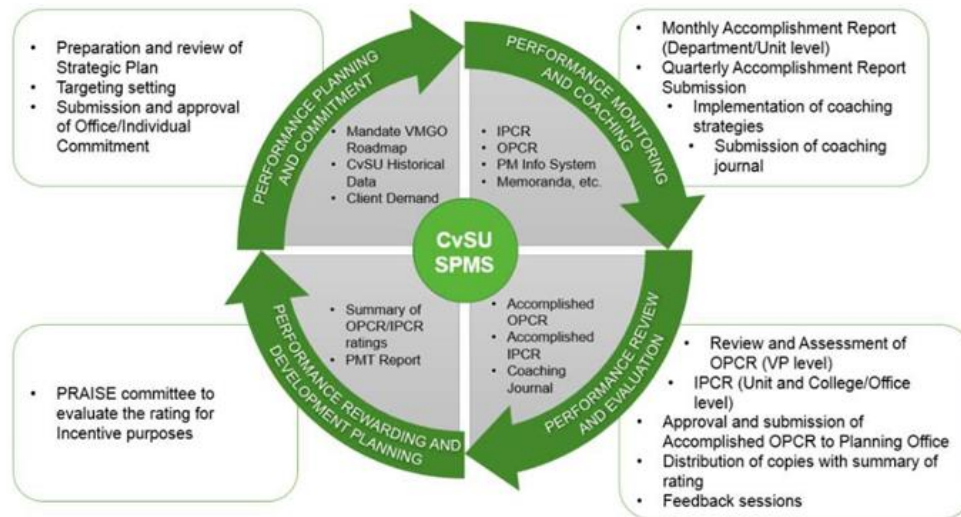 • Preparation and review of
Strategic Plan
• Targeting setting
• Submission and approval
of Office/Individual
Commitment
PERFORMANCE PLANNING
AND COMMITMENT
• Mandate VMGO
Roadmap
• CvSU Historical
Data
• Client Demand
PERFORMANCE MONITORING
AND COACHING
• IPCR
• OPCR
• PM Info System
• Memoranda, etc.
• Monthly Accomplishment Report
(Department/Unit level)
• Quarterly Accomplishment Report
Submission
• Implementation of coaching
strategies
• Submission of coaching
journal
CvSU
SPMS
• PRAISE committee to
evaluate the rating for
Incentive purposes
PERFORMANCE REWARDING AND
DEVELOPMENT PLANNING
• Summary of
OPCR/IPCR
ratings
• PMT Report
• Accomplished
OPCR
• Accomplished
IPCR
• Coaching
Journal
PERFORMANCE REVIEW
AND EVALUATION
• Review and Assessment of
OPCR (VP level)
• IPCR (Unit and College/Office
level)
• Approval and submission of
Accomplished OPCR to Planning Office
• Distribution of copies with summary of
rating
• Feedback sessions